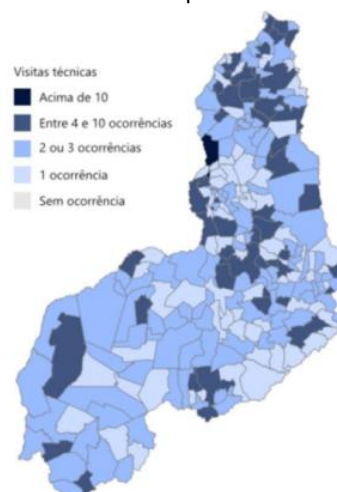 Visitas técnicas
Acima de 10
Entre 4 e 10 ocorrências
2 ou 3 ocorrências
1 ocorrência
Sem ocorrência